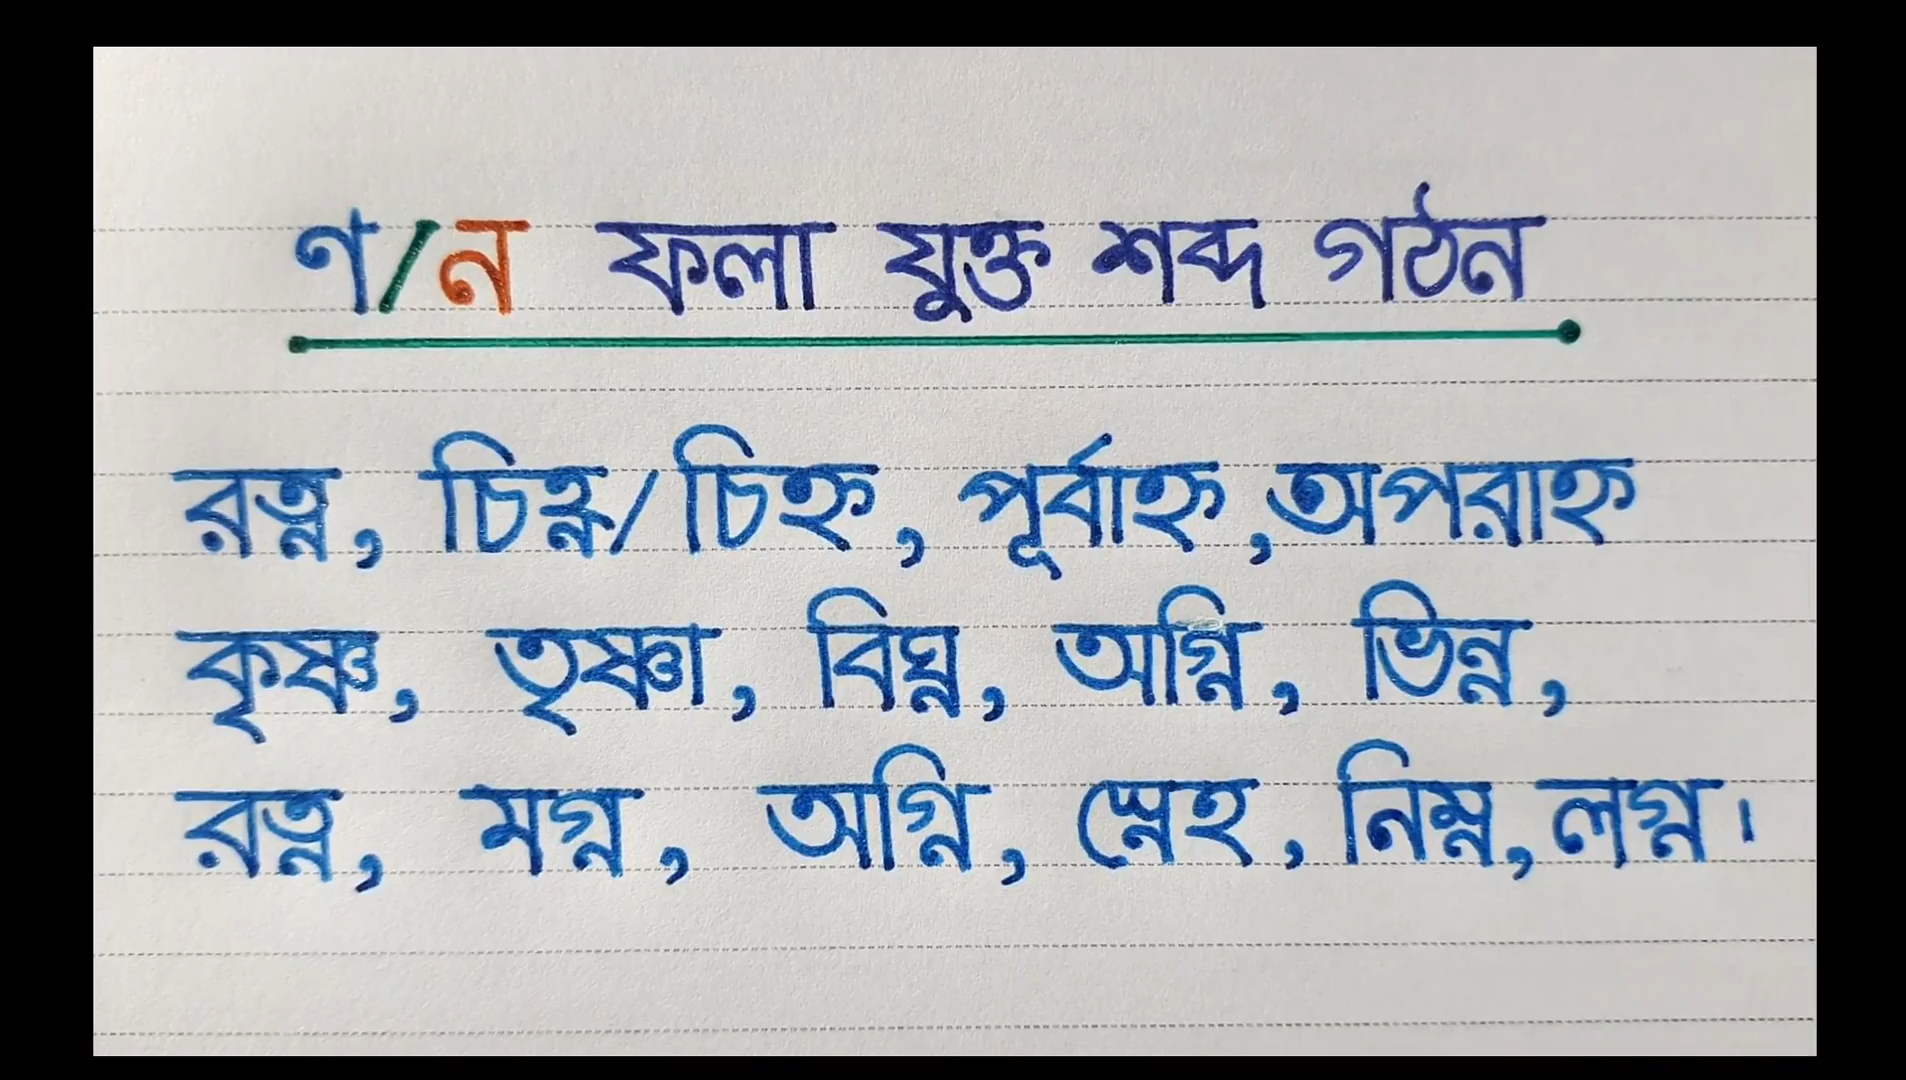 ণ/ন ফলা যুক্ত শব্দ গঠন
রত্ন, চিহ্ণ/চিহ্ন, পূর্বাহ্ন,অপরাহ্ন
কৃষ্ণ, তৃষ্ণা, বিঘ্ন, অগ্নি, ভিন্ন,
রত্ন, মগ্ন, অগ্নি, স্নেহ, নিম্ন, লগ্ন।